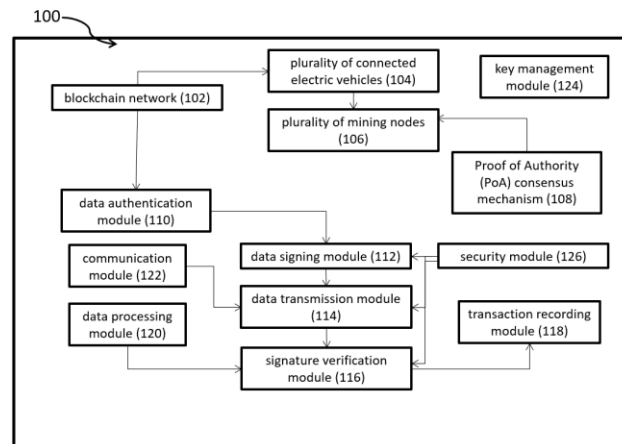 100
plurality of connected
electric vehicles (104)
key management
module (124)
blockchain network (102)
plurality of mining nodes
(106)
Proof of Authority
(PoA) consensus
mechanism (108)
data authentication
module (110)
communication
module (122)
data signing module (112)
security module (126)
data transmission module
(114)
data processing
module (120)
transaction recording
module (118)
signature verification
module (116)